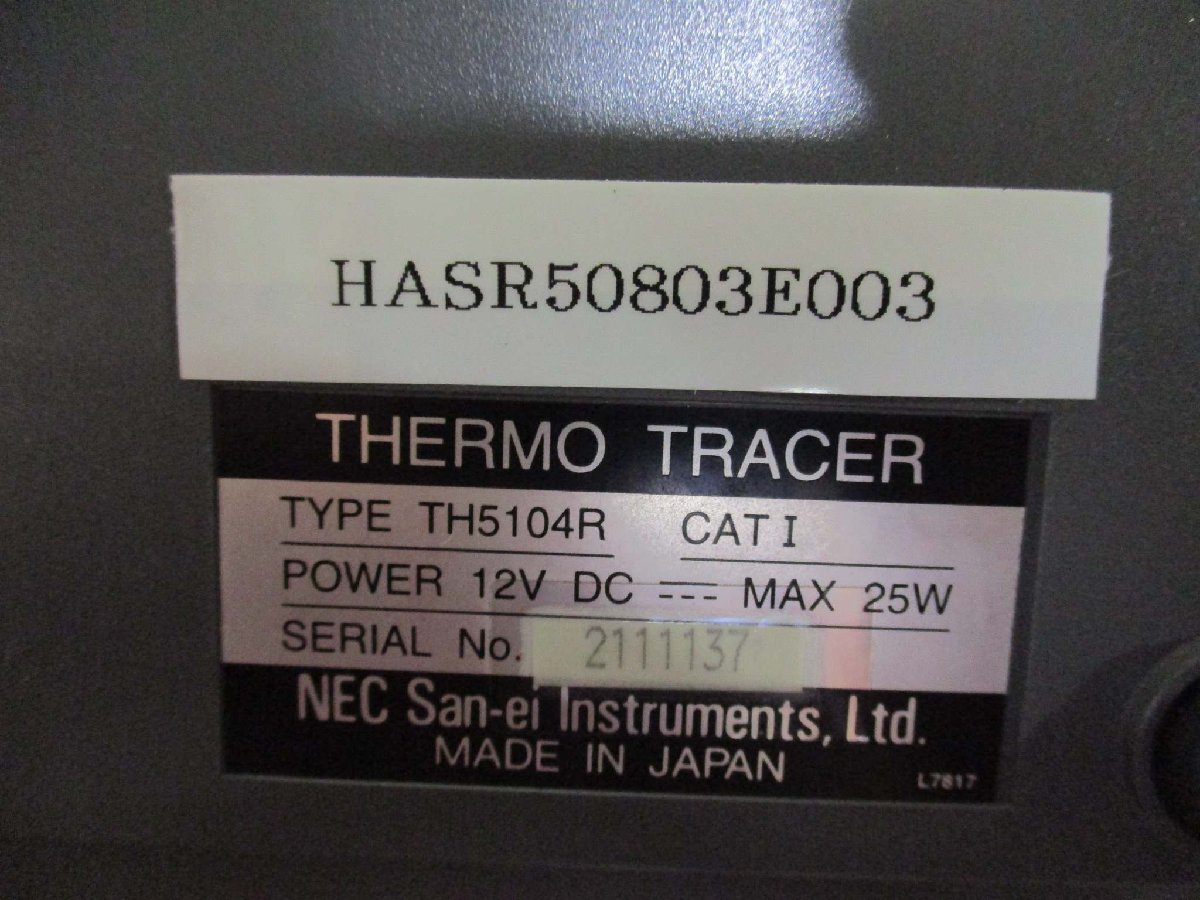 HASR50803E003
THERMO TRACER
TYPE TH5104R CAT I
POWER 12V DC ⎓ MAX 25W
SERIAL No. 2111137
NEC San-ei Instruments, Ltd.
MADE IN JAPAN
L7817